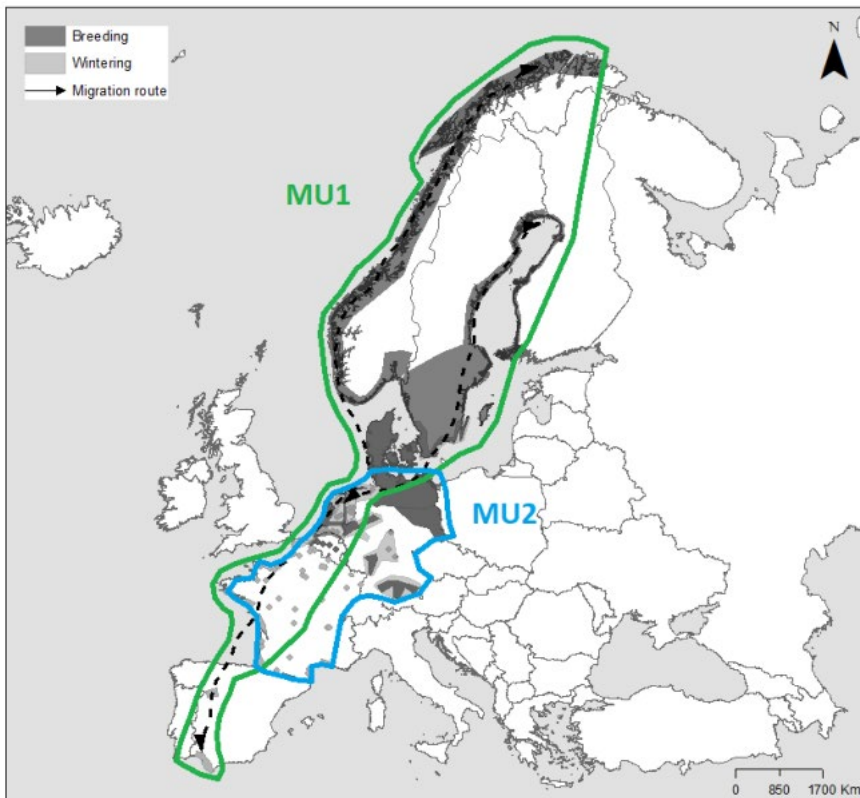 Breeding
Wintering
Migration route
N
MU1
MU2
0 850 1700 Km